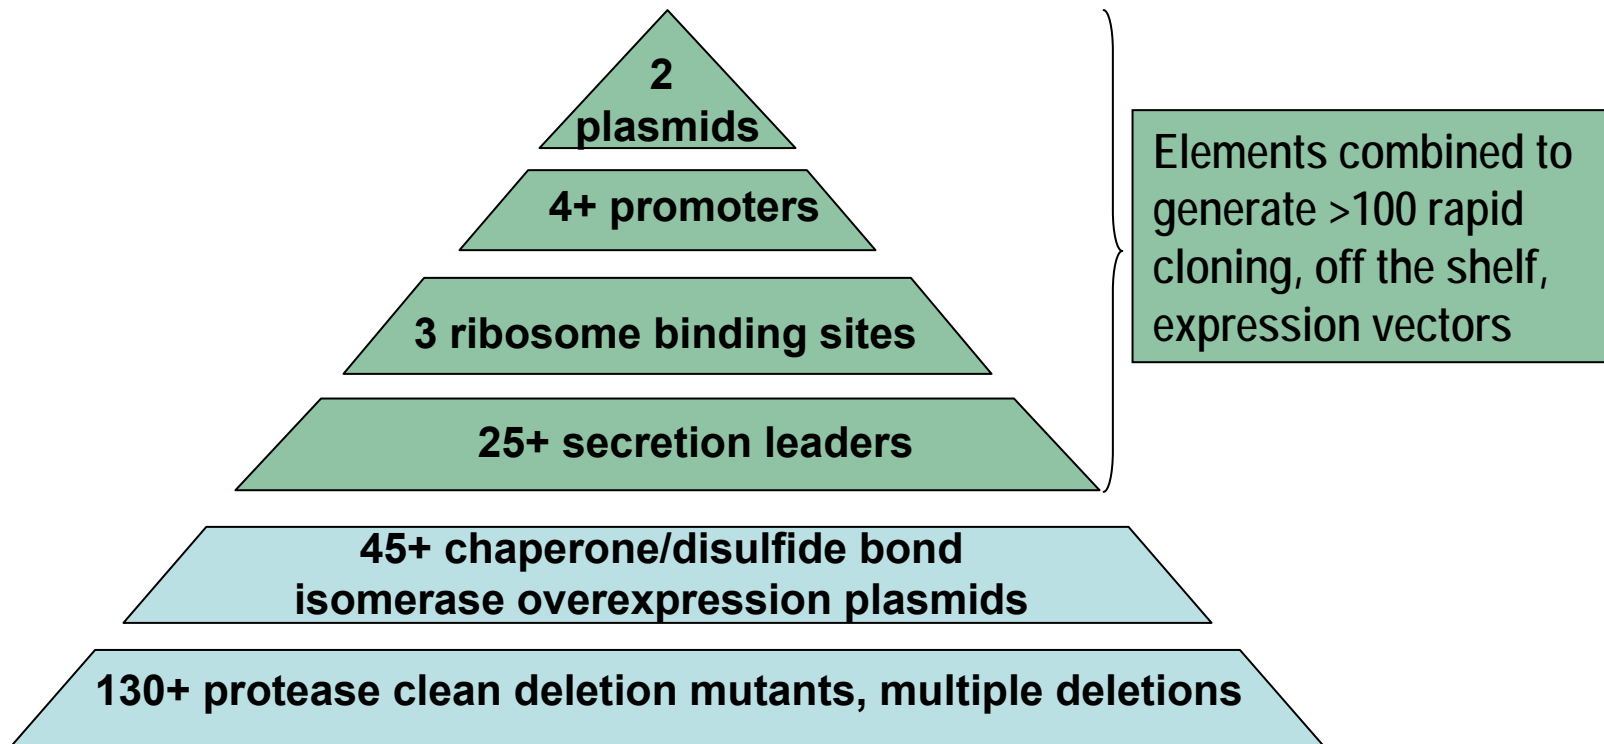 2
plasmids
4+ promoters
3 ribosome binding sites
25+ secretion leaders
45+ chaperone/disulfide bond
isomerase overexpression plasmids
130+ protease clean deletion mutants, multiple deletions
Elements combined to
generate >100 rapid
cloning, off the shelf,
expression vectors